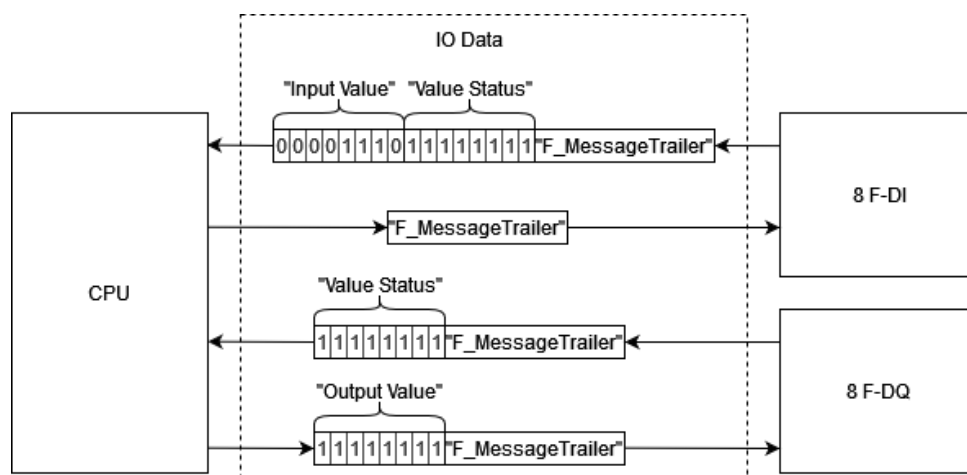 IO Data
"Input Value" "Value Status"
0 0 0 0 1 1 1 0 1 1 1 1 1 1 1 1 "F_MessageTrailer"
8 F-DI
"F_MessageTrailer"
CPU
"Value Status"
1 1 1 1 1 1 1 1 "F_MessageTrailer"
8 F-DQ
"Output Value"
1 1 1 1 1 1 1 1 "F_MessageTrailer"